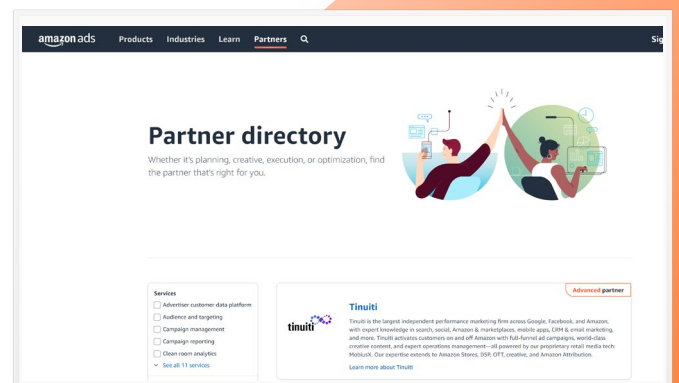 amazon ads
Products Industries Learn Partners
Sig
Partner directory
Whether it's planning, creative, execution, or optimization, find
the partner that's right for you.
Services
Advertiser customer data platform
Audience and targeting
Campaign management
Campaign reporting
Clean room analytics
See all 11 services
Advanced partner
tinuiti
Tinuiti
Tinuiti is the largest independent performance marketing firm across Google, Facebook, and Amazon,
with expert knowledge in search, social, Amazon & marketplaces, mobile apps, CRM & email marketing,
and more. Tinuiti activates customers on and off Amazon with full-funnel ad campaigns, world-class
creative content, and expert operations management—all powered by our proprietary retail media tech:
MobiusX. Our expertise extends to Amazon Stores, DSP, OTT, creative, and Amazon Attribution.
Learn more about Tinuiti